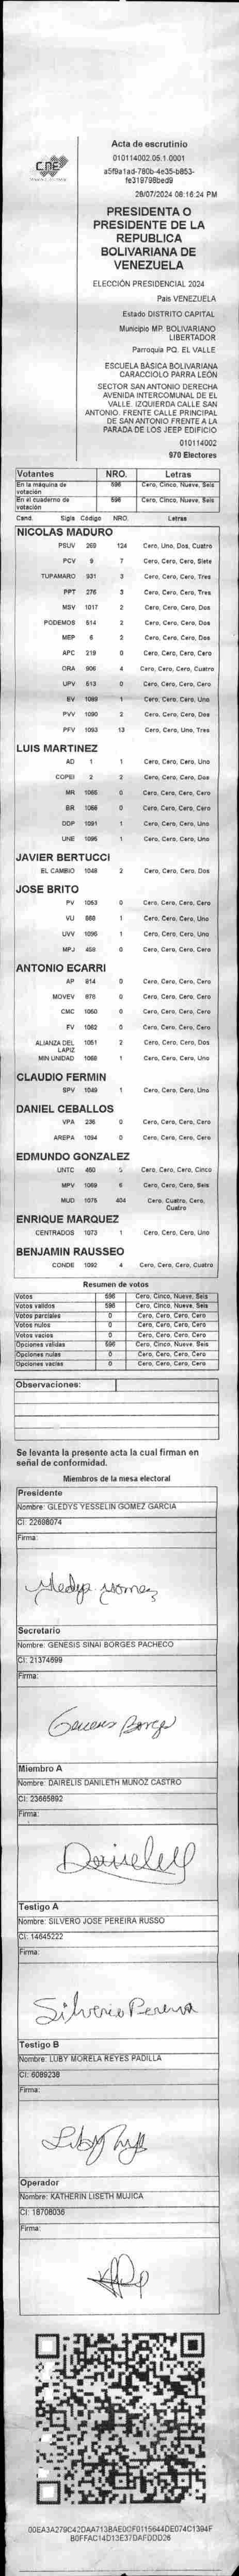 CNE
Acta de escrutinio
010114002.05.1.0001
a5f9a1ad-780b-4e35-b853-
fe319798bed9
28/07/2024 08:16:24 PM
PRESIDENTA O
PRESIDENTE DE LA
REPUBLICA
BOLIVARIANA DE
VENEZUELA
ELECCIÓN PRESIDENCIAL 2024
País VENEZUELA
Estado DISTRITO CAPITAL
Municipio MP. BOLIVARIANO
LIBERTADOR
Parroquia PQ. EL VALLE
ESCUELA BÁSICA BOLIVARIANA
CARACCIOLO PARRA LEÓN
SECTOR SAN ANTONIO DERECHA
AVENIDA INTERCOMUNAL DE EL
VALLE. IZQUIERDA CALLE SAN
ANTONIO. FRENTE CALLE PRINCIPAL
DE SAN ANTONIO FRENTE A LA
PARADA DE LOS JEEP EDIFICIO
010114002
970 Electores
Votantes NRO. Letras
En la máquina de votación 596 Cero, Cinco, Nueve, Seis
En el cuaderno de votación 596 Cero, Cinco, Nueve, Seis
Cand. Sigla Código NRO. Letras
NICOLAS MADURO
PSUV 269 124 Cero, Uno, Dos, Cuatro
PCV 9 7 Cero, Cero, Cero, Siete
TUPAMARO 931 3 Cero, Cero, Cero, Tres
PPT 276 3 Cero, Cero, Cero, Tres
MSV 1017 2 Cero, Cero, Cero, Dos
PODEMOS 514 2 Cero, Cero, Cero, Dos
MEP 6 2 Cero, Cero, Cero, Dos
APC 219 0 Cero, Cero, Cero, Cero
ORA 906 4 Cero, Cero, Cero, Cuatro
UPV 513 0 Cero, Cero, Cero, Cero
EV 1089 1 Cero, Cero, Cero, Uno
PVV 1090 2 Cero, Cero, Cero, Dos
PFV 1093 13 Cero, Cero, Uno, Tres
LUIS MARTINEZ
AD 1 1 Cero, Cero, Cero, Uno
COPEI 2 2 Cero, Cero, Cero, Dos
MR 1065 0 Cero, Cero, Cero, Cero
BR 1066 0 Cero, Cero, Cero, Cero
DDP 1091 1 Cero, Cero, Cero, Uno
UNE 1095 1 Cero, Cero, Cero, Uno
JAVIER BERTUCCI
EL CAMBIO 1048 2 Cero, Cero, Cero, Dos
JOSE BRITO
PV 1053 0 Cero, Cero, Cero, Cero
VU 868 1 Cero, Cero, Cero, Uno
UVV 1096 1 Cero, Cero, Cero, Uno
MPJ 458 0 Cero, Cero, Cero, Cero
ANTONIO ECARRI
AP 814 0 Cero, Cero, Cero, Cero
MOVEV 878 0 Cero, Cero, Cero, Cero
CMC 1060 0 Cero, Cero, Cero, Cero
FV 1062 0 Cero, Cero, Cero, Cero
ALIANZA DEL LAPIZ 1051 2 Cero, Cero, Cero, Dos
MIN UNIDAD 1068 1 Cero, Cero, Cero, Uno
CLAUDIO FERMIN
SPV 1049 1 Cero, Cero, Cero, Uno
DANIEL CEBALLOS
VPA 236 0 Cero, Cero, Cero, Cero
AREPA 1094 0 Cero, Cero, Cero, Cero
EDMUNDO GONZALEZ
UNTC 460 5 Cero, Cero, Cero, Cinco
MPV 1069 6 Cero, Cero, Cero, Seis
MUD 1075 404 Cero, Cuatro, Cero, Cuatro
ENRIQUE MARQUEZ
CENTRADOS 1073 1 Cero, Cero, Cero, Uno
BENJAMIN RAUSSEO
CONDE 1092 4 Cero, Cero, Cero, Cuatro
Resumen de votos
Votos 596 Cero, Cinco, Nueve, Seis
Votos validos 596 Cero, Cinco, Nueve, Seis
Votos parciales 0 Cero, Cero, Cero, Cero
Votos nulos 0 Cero, Cero, Cero, Cero
Votos vacios 0 Cero, Cero, Cero, Cero
Opciones validas 596 Cero, Cinco, Nueve, Seis
Opciones nulas 0 Cero, Cero, Cero, Cero
Opciones vacias 0 Cero, Cero, Cero, Cero
Observaciones:
Se levanta la presente acta la cual firman en
señal de conformidad.
Miembros de la mesa electoral
Presidente
Nombre: GLEDYS YESSELIN GOMEZ GARCIA
CI: 22698074
Firma:
Gledys Gomez
Secretario
Nombre: GENESIS SINAI BORGES PACHECO
CI: 21374699
Firma:
Genesis Borges
Miembro A
Nombre: DAIRELIS DANILETH MUÑOZ CASTRO
CI: 23665892
Firma:
Testigo A
Nombre: SILVERO JOSE PEREIRA RUSSO
CI: 14645222
Firma:
Silverio Pereira
Testigo B
Nombre: LUBY MORELA REYES PADILLA
CI: 6089238
Firma:
Operador
Nombre: KATHERIN LISETH MUJICA
CI: 18708036
Firma:
00EA3A279C42DAA713BAE0CF0115644DE074C1394F
B0FFAC14D13E37DAFDDD26